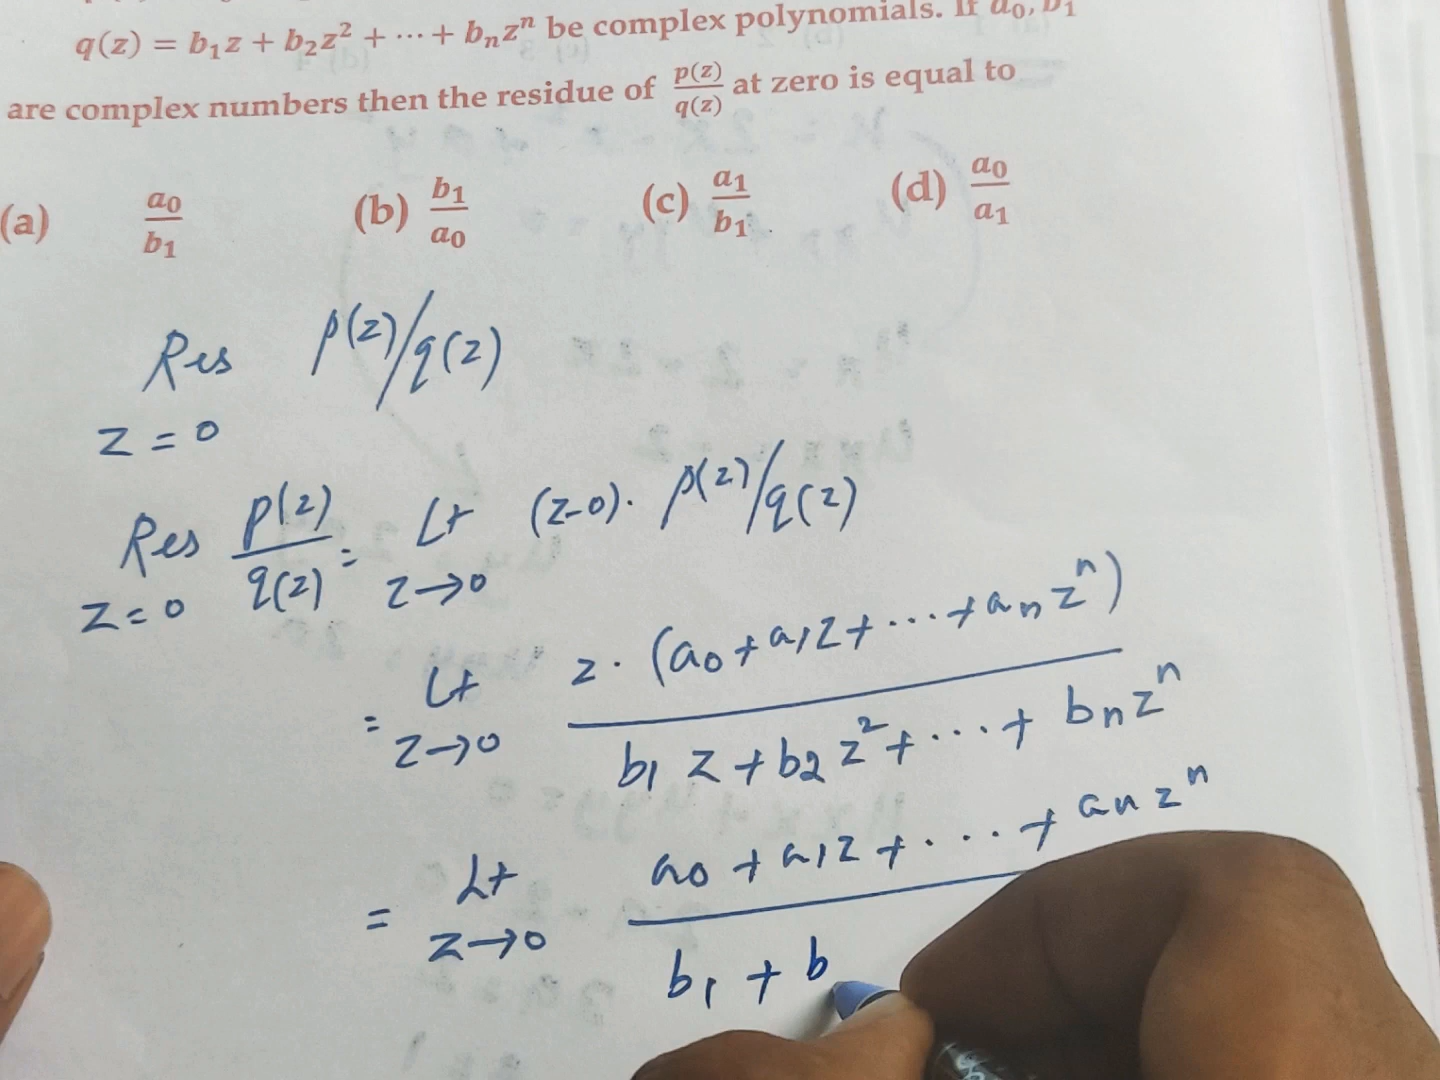 q(z) = b₁z + b₂z² + ⋯ + bₙzⁿ be complex polynomials. If a₀, b₁
are complex numbers then the residue of p(z)/q(z) at zero is equal to
(a) a₀/b₁ (b) b₁/a₀ (c) a₁/b₁ (d) a₀/a₁
Res p(z)/q(z)
z = 0
Res p(z)/q(z) = Lt (z-0). p(z)/q(z)
z=0 z→0
= Lt z→0 z. (a₀ + a₁z + ... + aₙzⁿ) / b₁z + b₂z² + ... + bₙzⁿ
= Lt z→0 a₀ + a₁z + .... + aₙzⁿ / b₁ + b